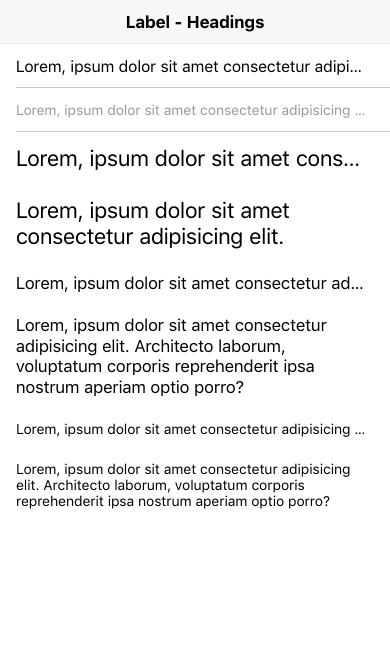 Label - Headings
Lorem, ipsum dolor sit amet consectetur adipi...
Lorem, ipsum dolor sit amet consectetur adipisicing ...
Lorem, ipsum dolor sit amet cons...
Lorem, ipsum dolor sit amet
consectetur adipisicing elit.
Lorem, ipsum dolor sit amet consectetur ad...
Lorem, ipsum dolor sit amet consectetur
adipisicing elit. Architecto laborum,
voluptatum corporis reprehenderit ipsa
nostrum aperiam optio porro?
Lorem, ipsum dolor sit amet consectetur adipisicing ...
Lorem, ipsum dolor sit amet consectetur adipisicing
elit. Architecto laborum, voluptatum corporis
reprehenderit ipsa nostrum aperiam optio porro?